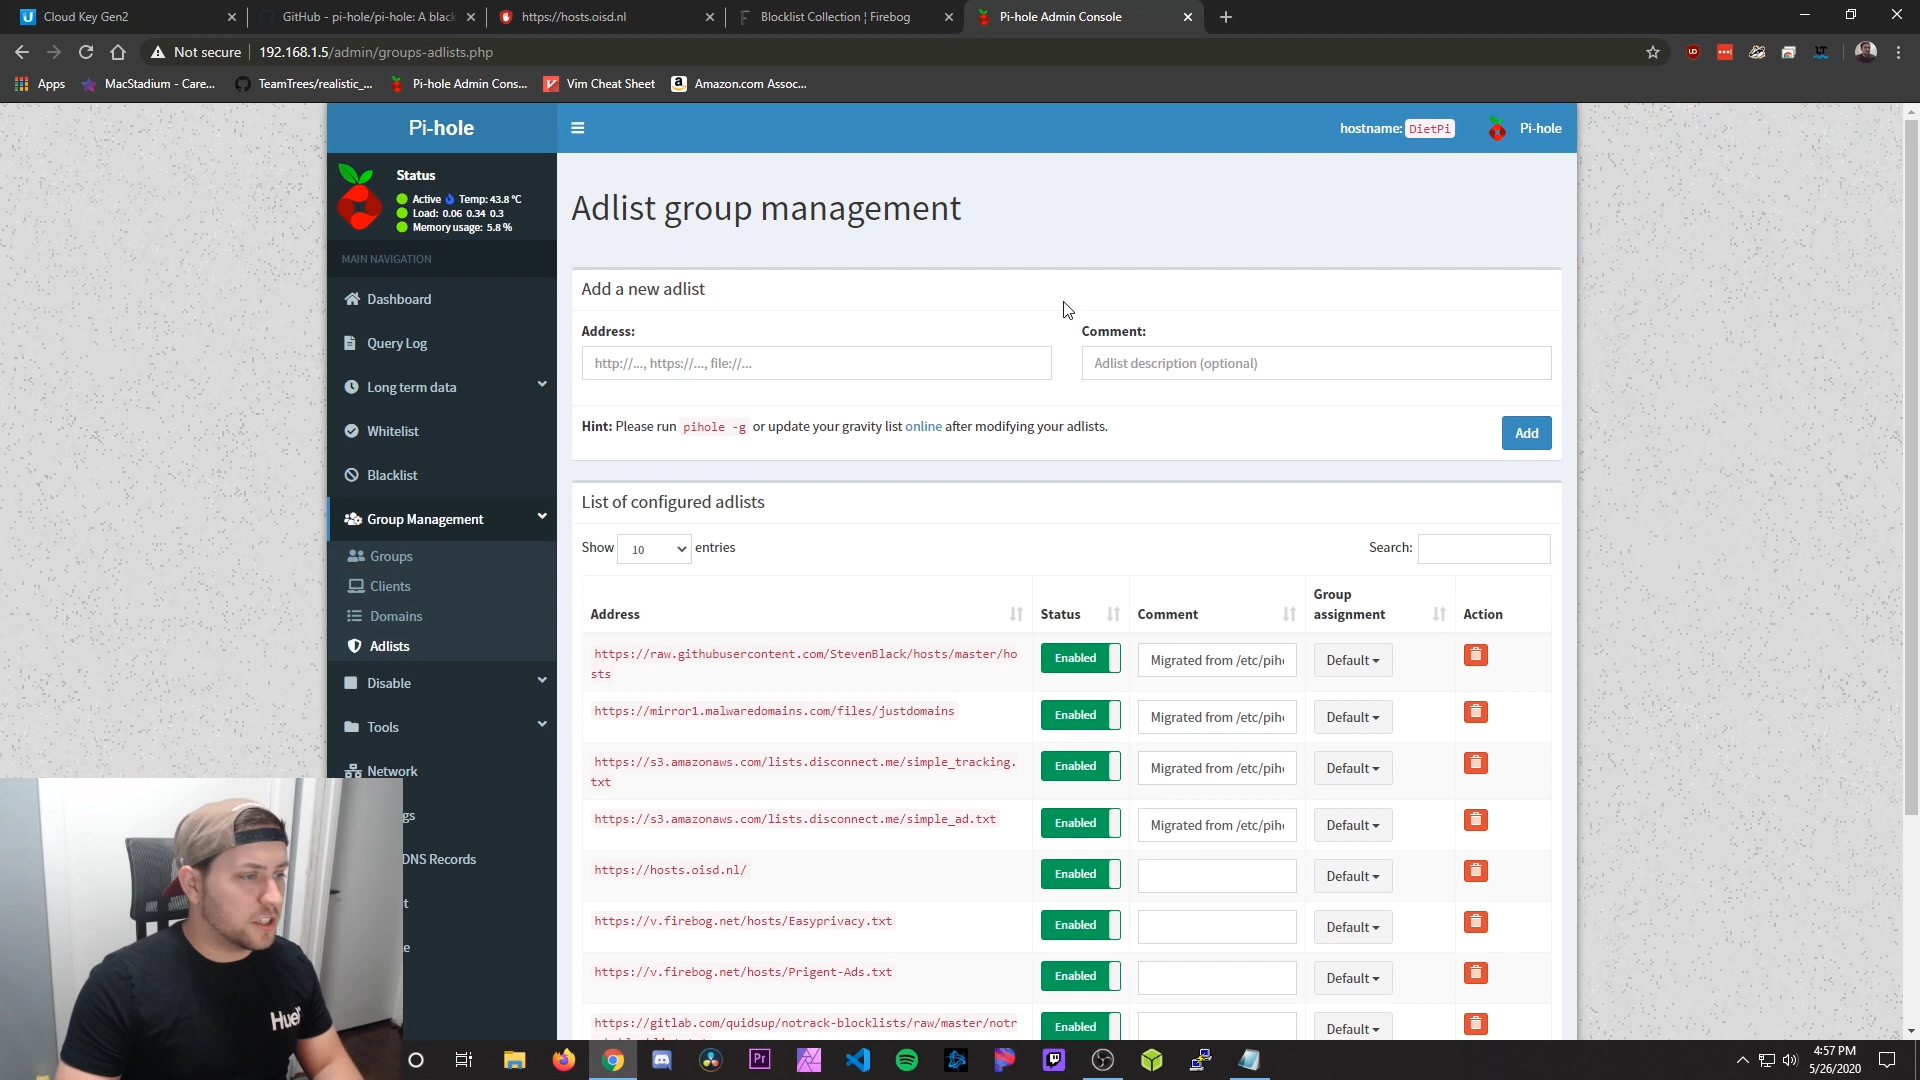 Cloud Key Gen2
GitHub - pi-hole/pi-hole: A black
https://hosts.oisd.nl
Blocklist Collection | Firebog
Pi-hole Admin Console
Not secure
192.168.1.5/admin/groups-adlists.php
Apps
MacStadium - Care...
TeamTrees/realistic_...
Pi-hole Admin Cons...
Vim Cheat Sheet
Amazon.com Assoc...
Pi-hole
hostname: DietPi
Pi-hole
Status
Active Temp: 43.8 °C
Load: 0.06 0.34 0.3
Memory usage: 5.8 %
MAIN NAVIGATION
Dashboard
Query Log
Long term data
Whitelist
Blacklist
Group Management
Groups
Clients
Domains
Adlists
Disable
Tools
Network
gs
DNS Records
t
e
Adlist group management
Add a new adlist
Address:
Comment:
http://..., https://..., file://...
Adlist description (optional)
Hint: Please run pihole -g or update your gravity list online after modifying your adlists.
Add
List of configured adlists
Show 10 entries
Search:
Address
Status
Comment
Group
assignment
Action
https://raw.githubusercontent.com/StevenBlack/hosts/master/ho
sts
Enabled
Migrated from /etc/pih
Default
https://mirror1.malwaredomains.com/files/justdomains
Enabled
Migrated from /etc/pih
Default
https://s3.amazonaws.com/lists.disconnect.me/simple_tracking.
txt
Enabled
Migrated from /etc/pih
Default
https://s3.amazonaws.com/lists.disconnect.me/simple_ad.txt
Enabled
Migrated from /etc/pih
Default
https://hosts.oisd.nl/
Enabled
Default
https://v.firebog.net/hosts/Easyprivacy.txt
Enabled
Default
https://v.firebog.net/hosts/Prigent-Ads.txt
Enabled
Default
https://gitlab.com/quidsup/notrack-blocklists/raw/master/notr
Enabled
Default
Huel
4:57 PM
5/26/2020